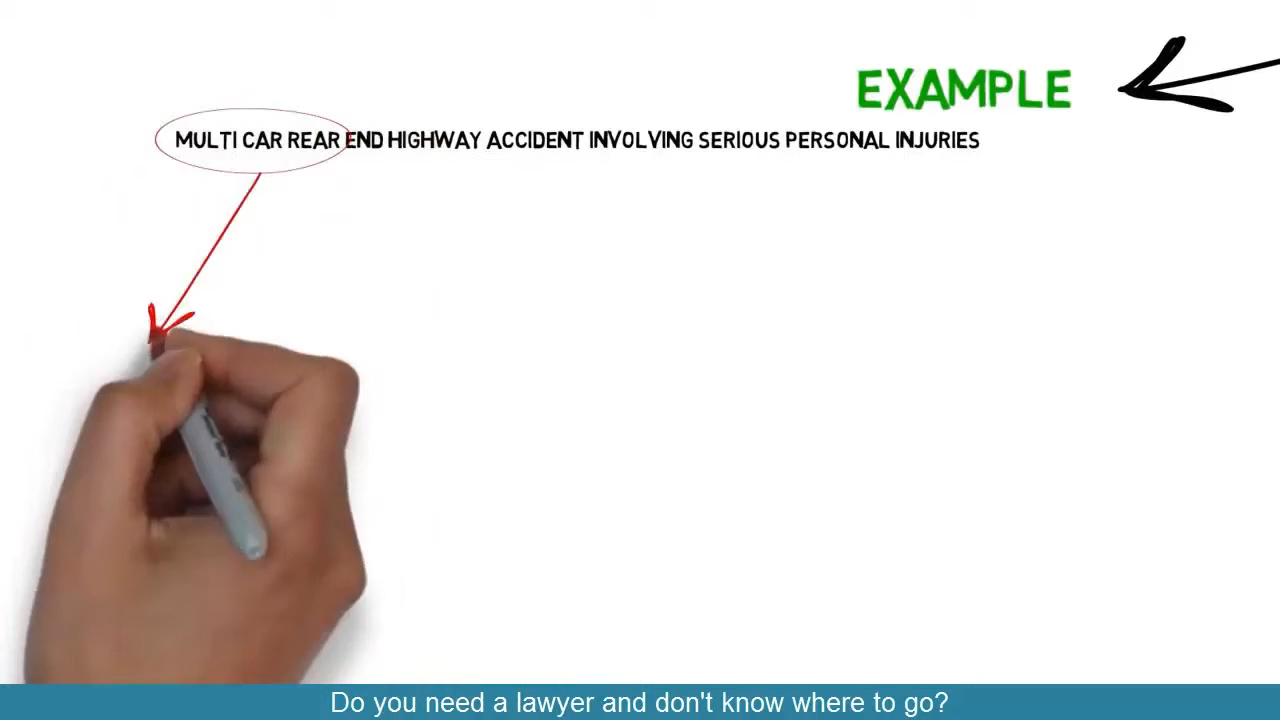 EXAMPLE
MULTI CAR REAR END HIGHWAY ACCIDENT INVOLVING SERIOUS PERSONAL INJURIES
Do you need a lawyer and don't know where to go?